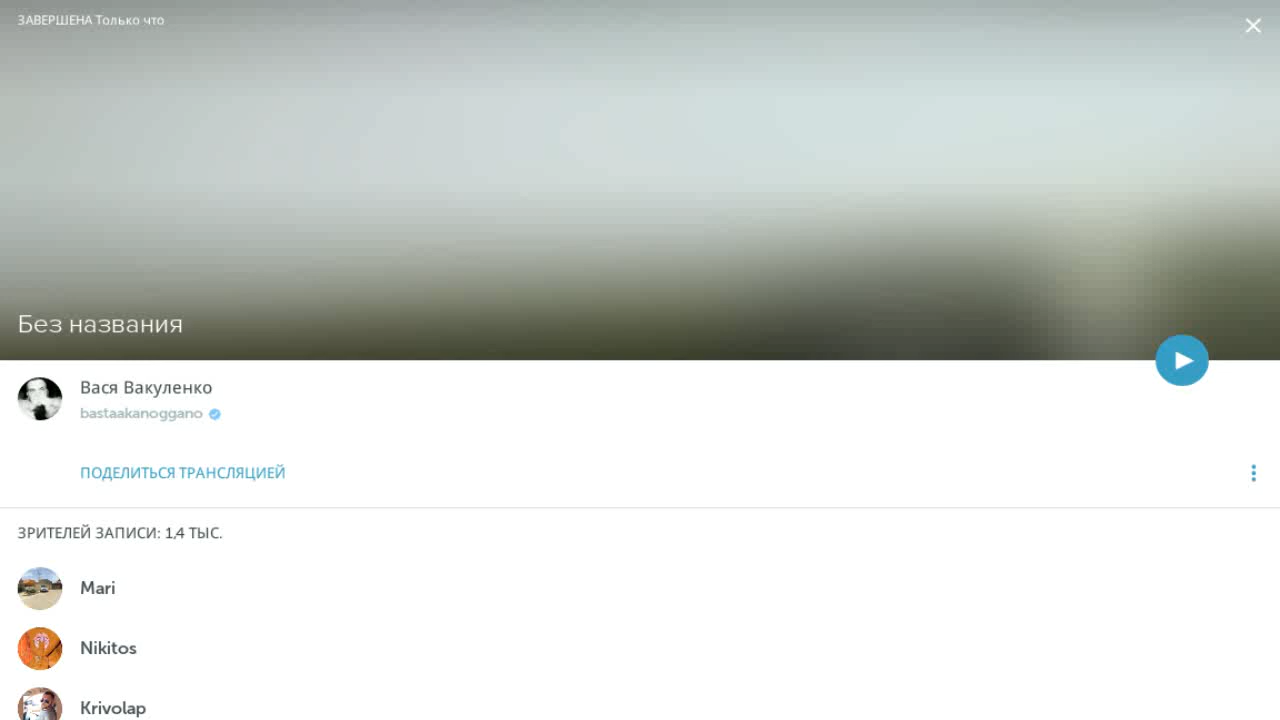 ЗАВЕРШЕНА Только что
Без названия
Вася Вакуленко
bastaakanoggano
ПОДЕЛИТЬСЯ ТРАНСЛЯЦИЕЙ
ЗРИТЕЛЕЙ ЗАПИСИ: 1,4 ТЫС.
Mari
Nikitos
Krivolap